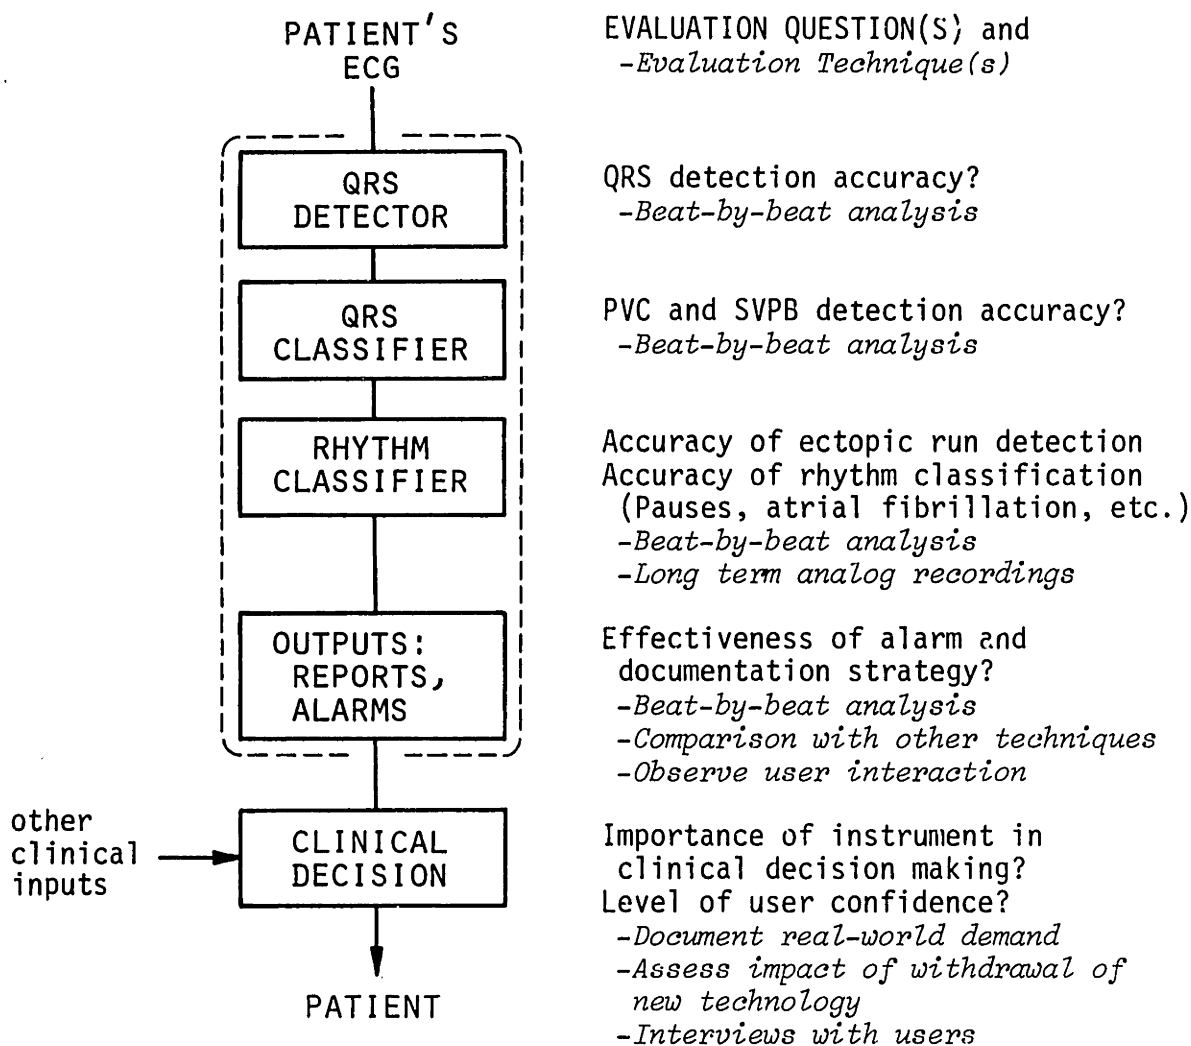 PATIENT'S
ECG
EVALUATION QUESTION(S) and
-Evaluation Technique(s)
QRS
DETECTOR
QRS detection accuracy?
-Beat-by-beat analysis
QRS
CLASSIFIER
PVC and SVPB detection accuracy?
-Beat-by-beat analysis
RHYTHM
CLASSIFIER
Accuracy of ectopic run detection
Accuracy of rhythm classification
(Pauses, atrial fibrillation, etc.)
-Beat-by-beat analysis
-Long term analog recordings
OUTPUTS:
REPORTS,
ALARMS
Effectiveness of alarm and
documentation strategy?
-Beat-by-beat analysis
-Comparison with other techniques
-Observe user interaction
other
clinical
inputs
CLINICAL
DECISION
Importance of instrument in
clinical decision making?
Level of user confidence?
-Document real-world demand
-Assess impact of withdrawal of
new technology
-Interviews with users
PATIENT